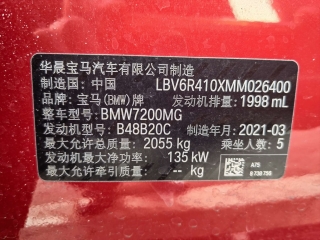 华晨宝马汽车有限公司制造
制造国：中国 LBV6R410XMM026400
品牌：宝马(BMW) 发动机排量：1998 mL
整车型号：BMW7200MG
发动机型号：B48B20C 制造年月：2021-03
最大允许总质量：2055 kg 乘坐人数：5
发动机最大净功率：135 kW A75
最大允许牵引质量：-- kg 6 736 756